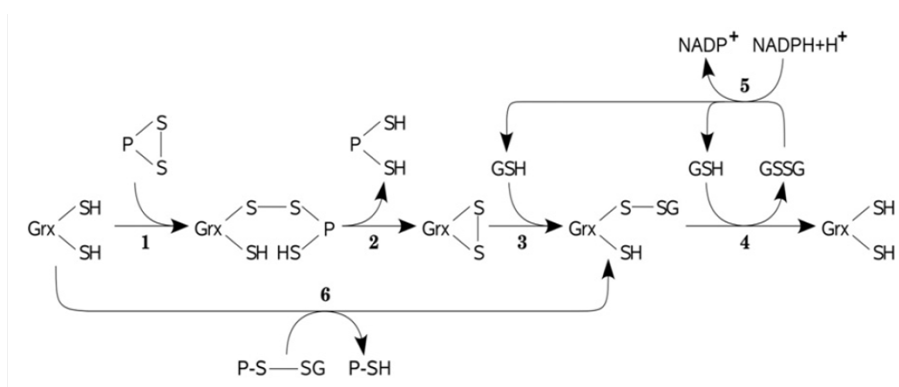 NADP+ NADPH+H+
5
S
P
S
SH
P
SH
GSH
GSH GSSG
SH
Grx
SH
1
S S
Grx P
SH HS
2
S
Grx
S
3
S SG
Grx
SH
4
SH
Grx
SH
6
P-S SG P-SH